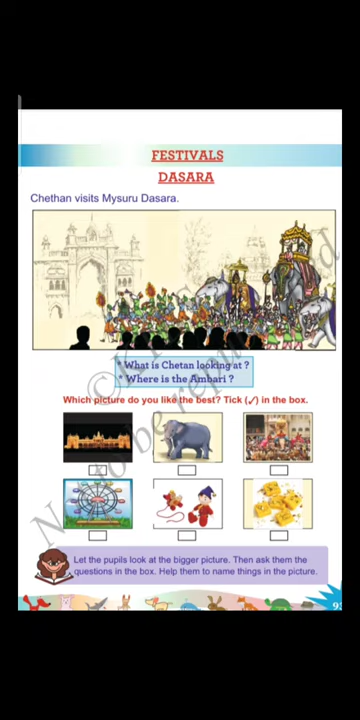 FESTIVALS
DASARA
Chethan visits Mysuru Dasara.
* What is Chetan looking at ?
* Where is the Ambari ?
Which picture do you like the best? Tick (✓) in the box.
Let the pupils look at the bigger picture. Then ask them the
questions in the box. Help them to name things in the picture.